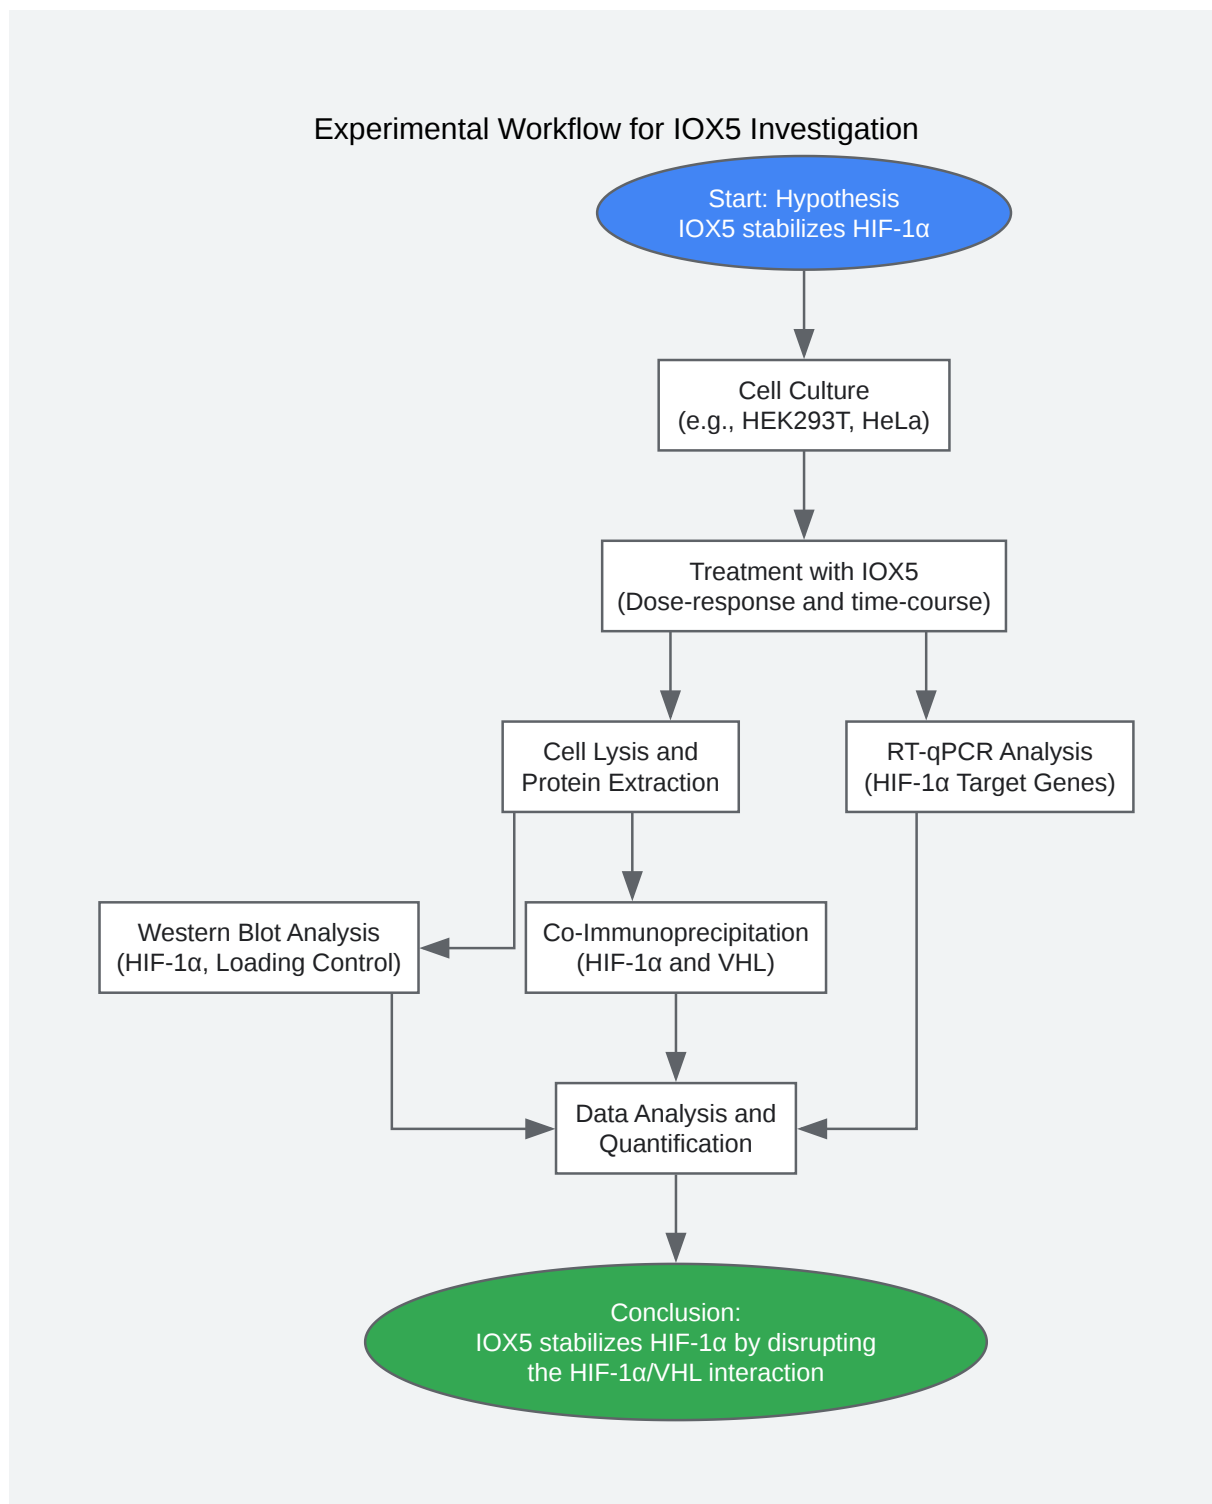 Experimental Workflow for IOX5 Investigation
Start: Hypothesis
IOX5 stabilizes HIF-1α
Cell Culture
(e.g., HEK293T, HeLa)
Treatment with IOX5
(Dose-response and time-course)
Cell Lysis and
Protein Extraction
RT-qPCR Analysis
(HIF-1α Target Genes)
Western Blot Analysis
(HIF-1α, Loading Control)
Co-Immunoprecipitation
(HIF-1α and VHL)
Data Analysis and
Quantification
Conclusion:
IOX5 stabilizes HIF-1α by disrupting
the HIF-1α/VHL interaction